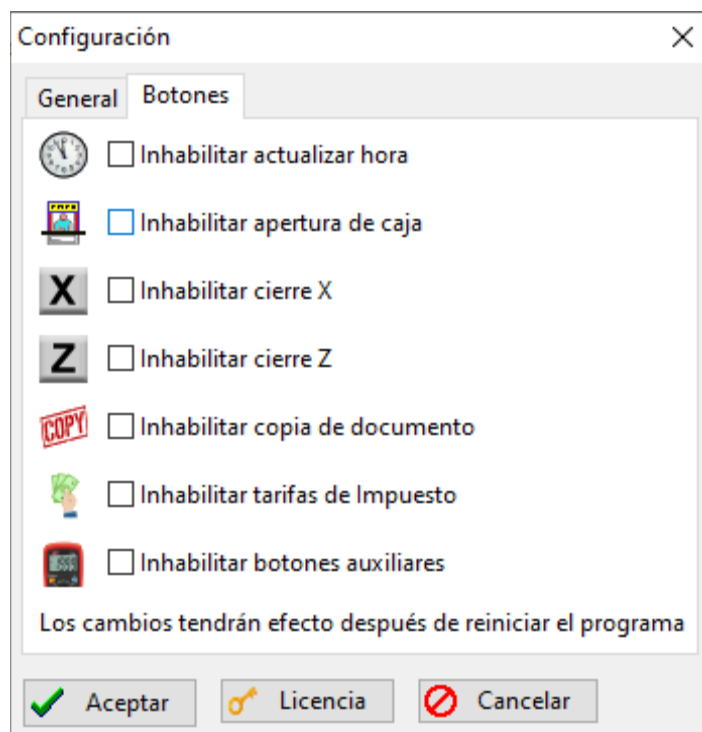 Configuración
General Botones
Inhabilitar actualizar hora
Inhabilitar apertura de caja
X Inhabilitar cierre X
Z Inhabilitar cierre Z
COPY Inhabilitar copia de documento
Inhabilitar tarifas de Impuesto
Inhabilitar botones auxiliares
Los cambios tendrán efecto después de reiniciar el programa
Aceptar Licencia Cancelar